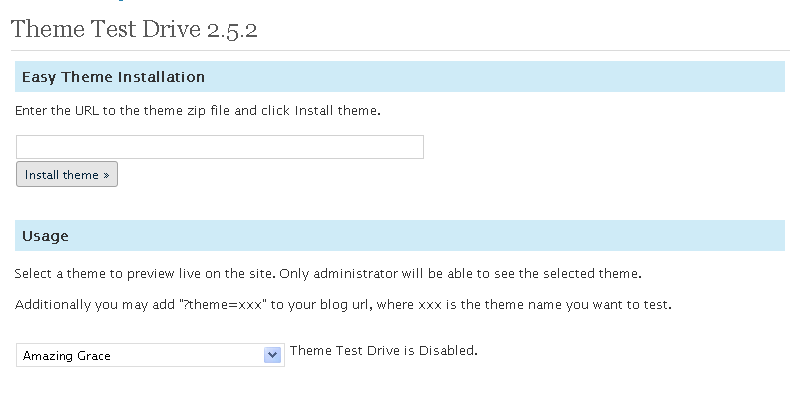 Theme Test Drive 2.5.2
Easy Theme Installation
Enter the URL to the theme zip file and click Install theme.
Install theme »
Usage
Select a theme to preview live on the site. Only administrator will be able to see the selected theme.
Additionally you may add "?theme=xxx" to your blog url, where xxx is the theme name you want to test.
Amazing Grace Theme Test Drive is Disabled.